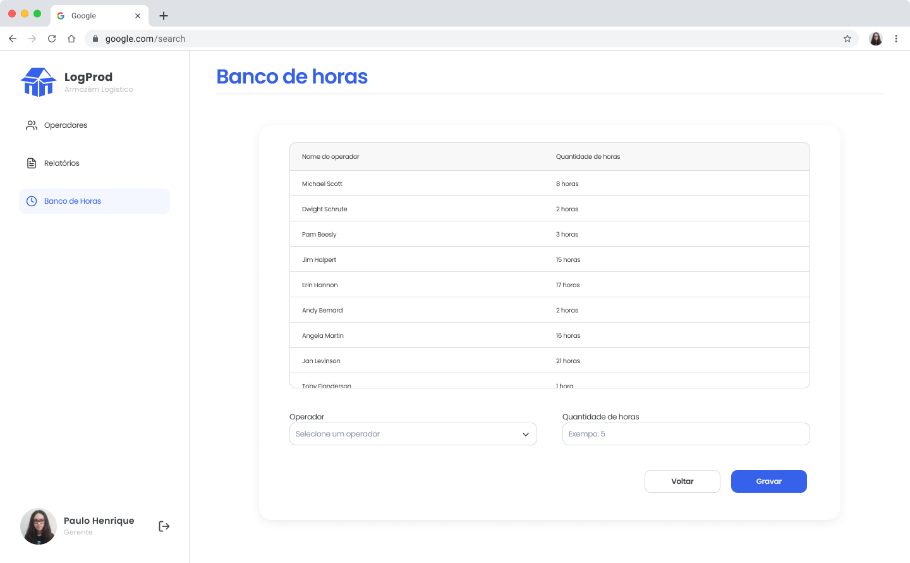 Google
google.com/search
LogProd
Armazém Logístico
Operadores
Relatórios
Banco de Horas
Paulo Henrique
Gerente
Banco de horas
Nome do operador Quantidade de horas
Michael Scott 8 horas
Dwight Schrute 2 horas
Pam Beesly 3 horas
Jim Halpert 15 horas
Erin Hannon 17 horas
Andy Bernard 2 horas
Angela Martin 16 horas
Jan Levinson 21 horas
Toby Flanderson 1 hora
Operador Quantidade de horas
Selecione um operador Exempo: 5
Voltar Gravar